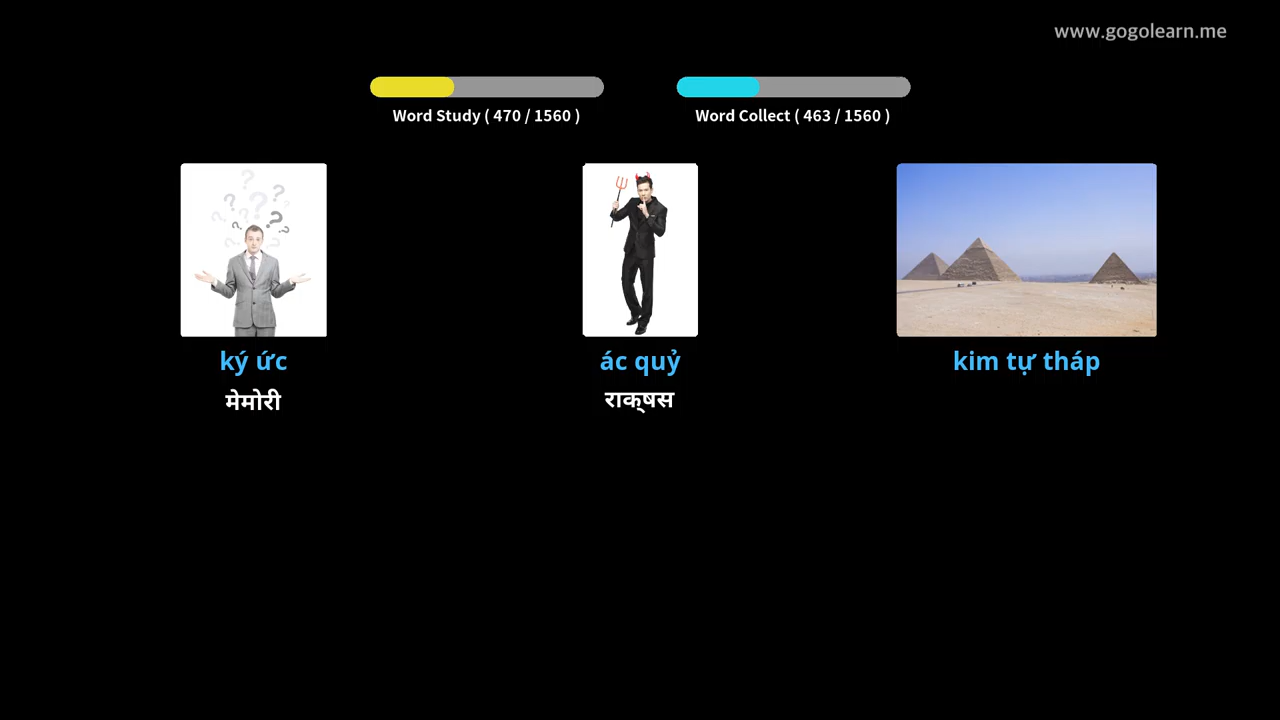 www.gogolearn.me
Word Study ( 470 / 1560 )
Word Collect ( 463 / 1560 )
ký ức
ác quỷ
kim tự tháp
मेमोरी
राक्षस